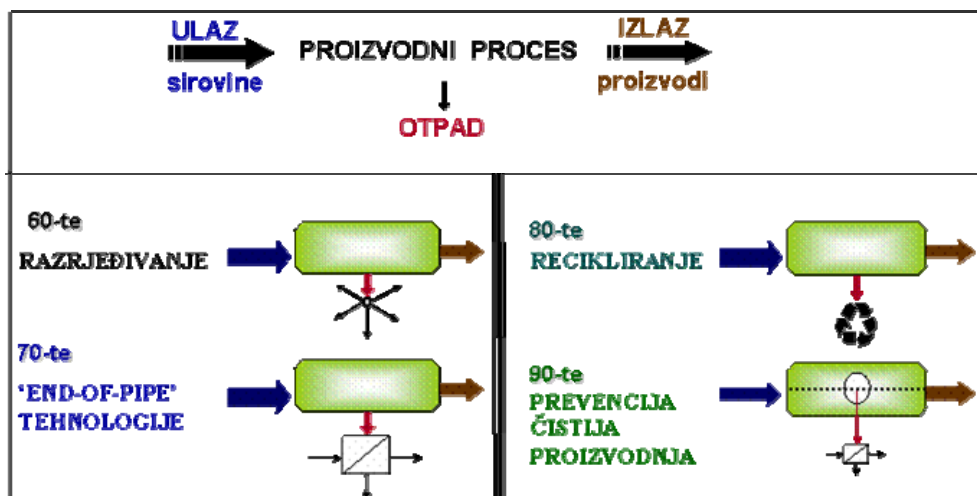 ULAZ
sirovine
PROIZVODNI PROCES
IZLAZ
proizvodi
OTPAD
60-te
RAZRJEĐIVANJE
70-te
'END-OF-PIPE'
TEHNOLOGIJE
80-te
RECIKLIRANJE
90-te
PREVENCIJA
ČISTIJA
PROIZVODNJA